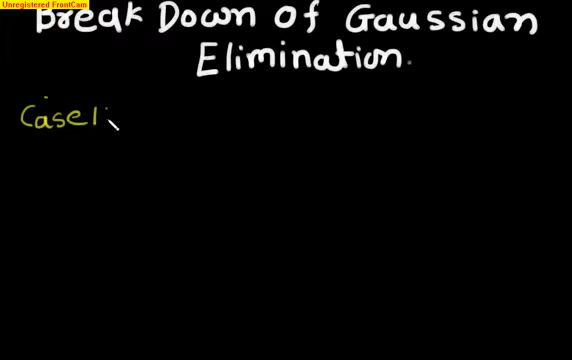 Unregistered FrontCam
Break Down of Gaussian
Elimination.
Case1: